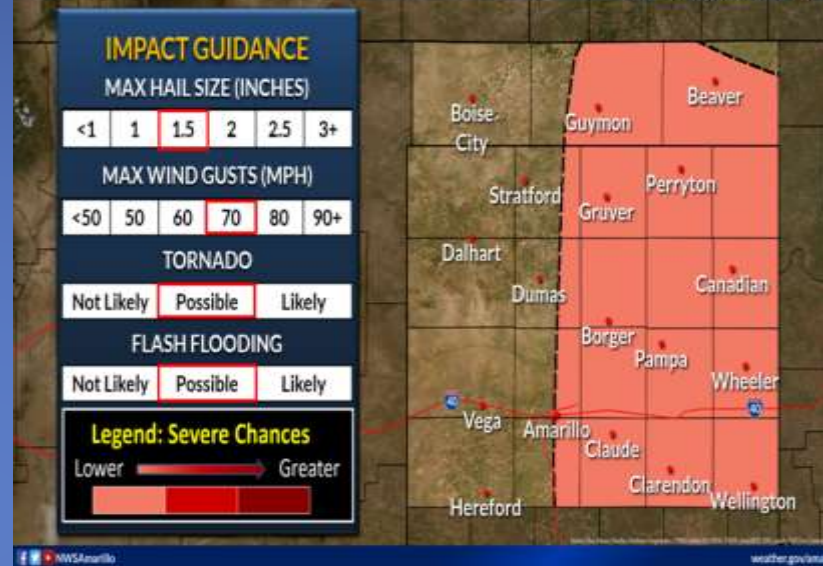 IMPACT GUIDANCE
MAX HAIL SIZE (INCHES)
<1 1 1.5 2 2.5 3+
MAX WIND GUSTS (MPH)
<50 50 60 70 80 90+
TORNADO
Not Likely Possible Likely
FLASH FLOODING
Not Likely Possible Likely
Legend: Severe Chances
Lower Greater
Boise City
Guymon
Beaver
Stratford
Gruver
Perryton
Dalhart
Dumas
Canadian
Borger
Pampa
Wheeler
40
40
Vega
Amarillo
Claude
Clarendon
Wellington
Hereford
NWSAmarillo
weather.gov/ama